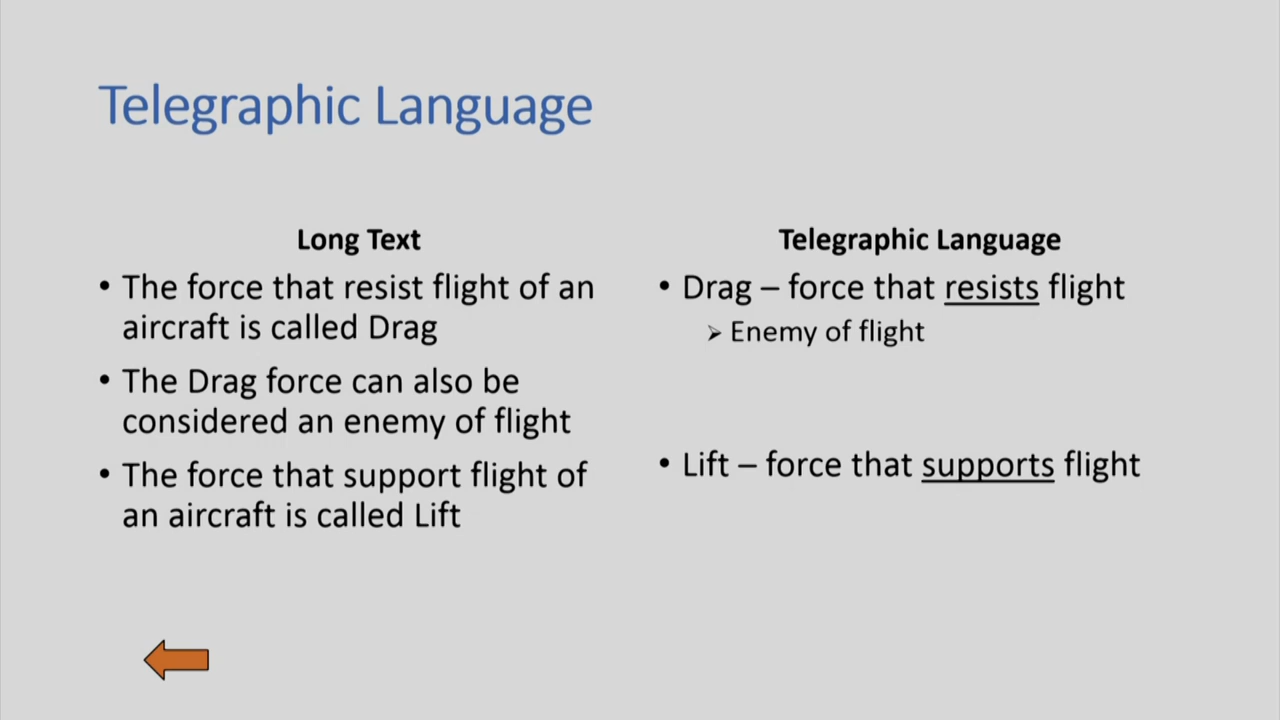 Telegraphic Language
Long Text
• The force that resist flight of an
aircraft is called Drag
• The Drag force can also be
considered an enemy of flight
• The force that support flight of
an aircraft is called Lift
Telegraphic Language
• Drag – force that resists flight
➢ Enemy of flight
• Lift – force that supports flight